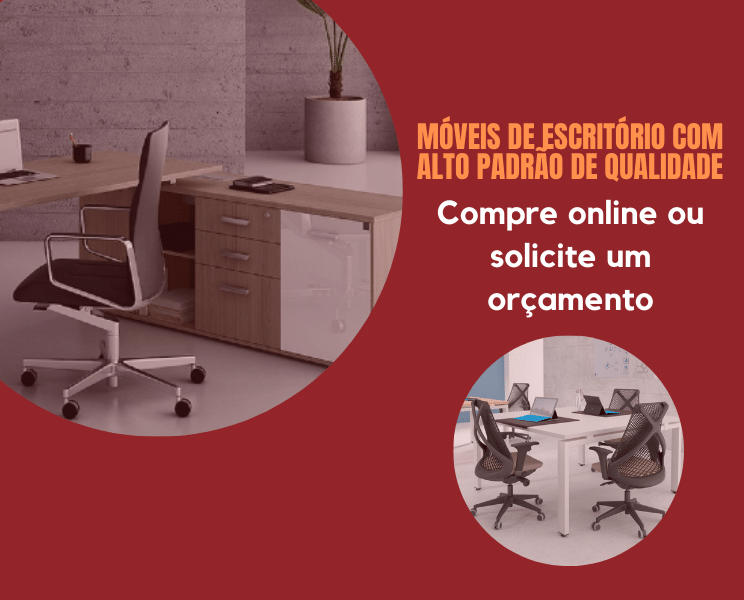 MÓVEIS DE ESCRITÓRIO COM
ALTO PADRÃO DE QUALIDADE
Compre online ou
solicite um
orçamento